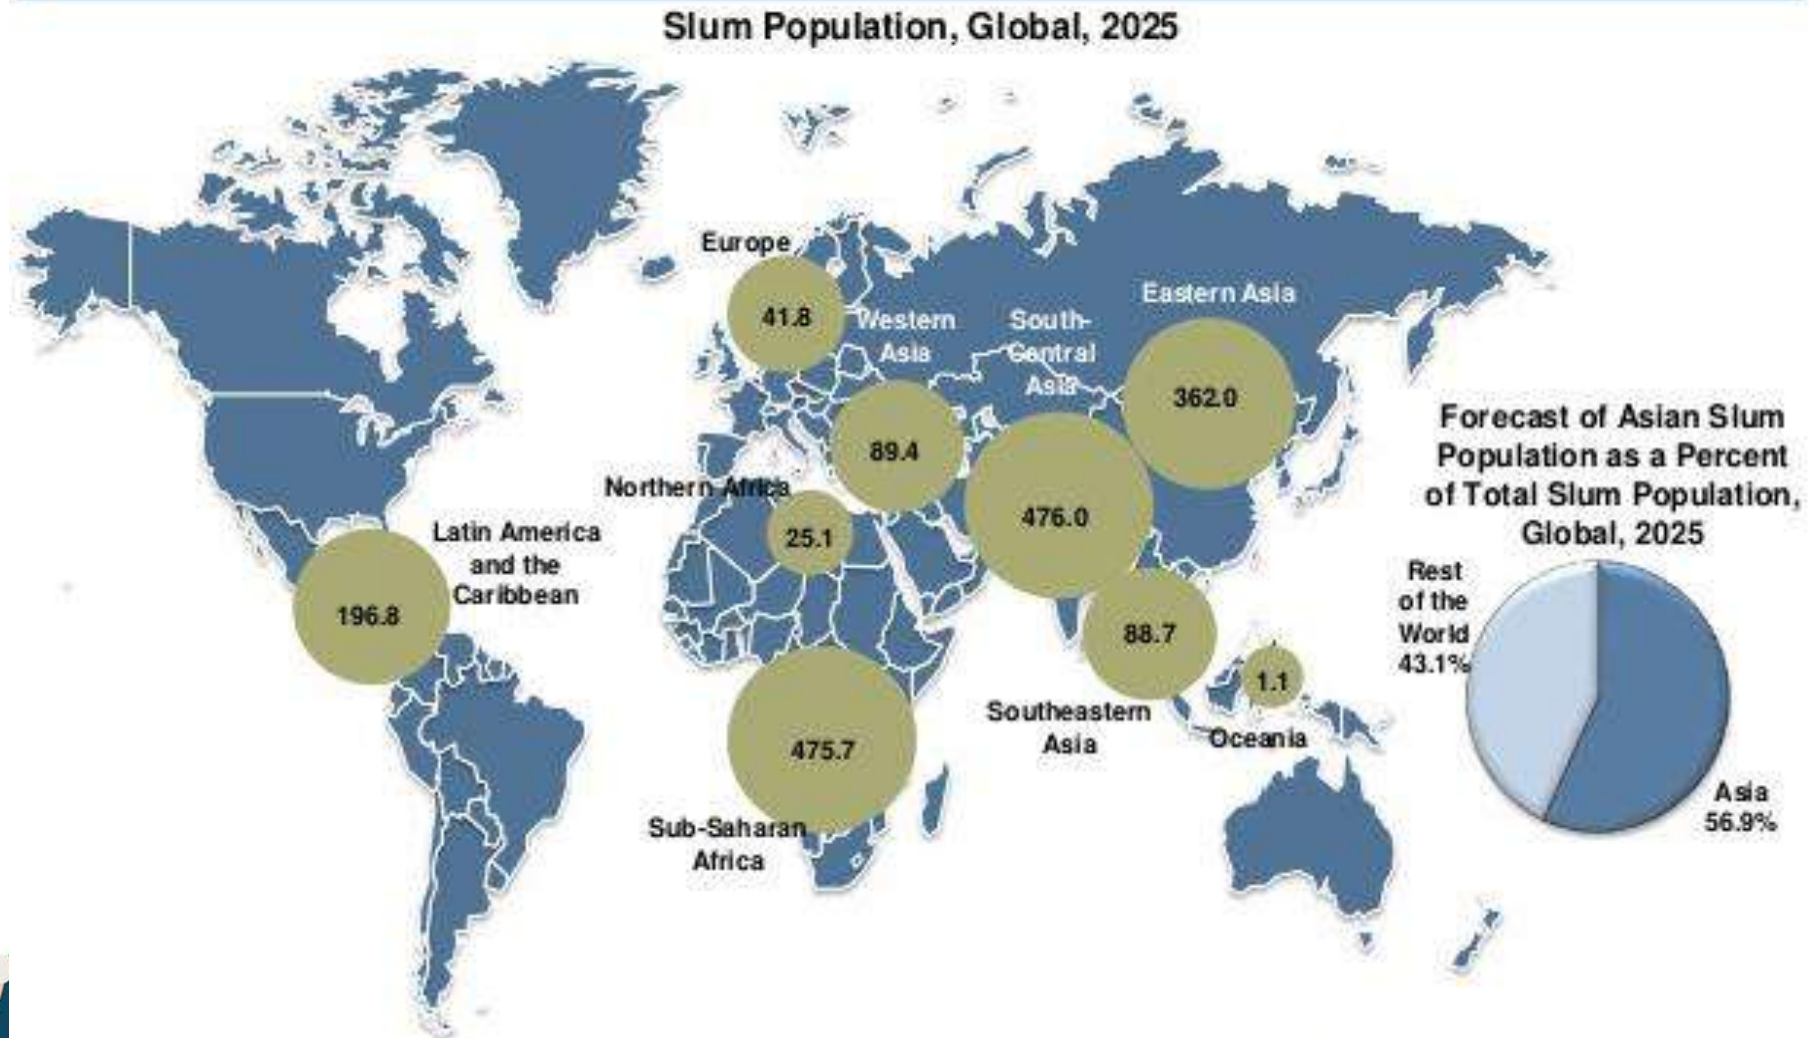 Slum Population, Global, 2025
Europe
41.8
Western
Asia
89.4
South-
Central
Asia
476.0
Eastern Asia
362.0
Northern Africa
25.1
Latin America
and the
Caribbean
196.8
Sub-Saharan
Africa
475.7
Southeastern
Asia
88.7
Oceania
1.1
Forecast of Asian Slum
Population as a Percent
of Total Slum Population,
Global, 2025
Rest
of the
World
43.1%
Asia
56.9%